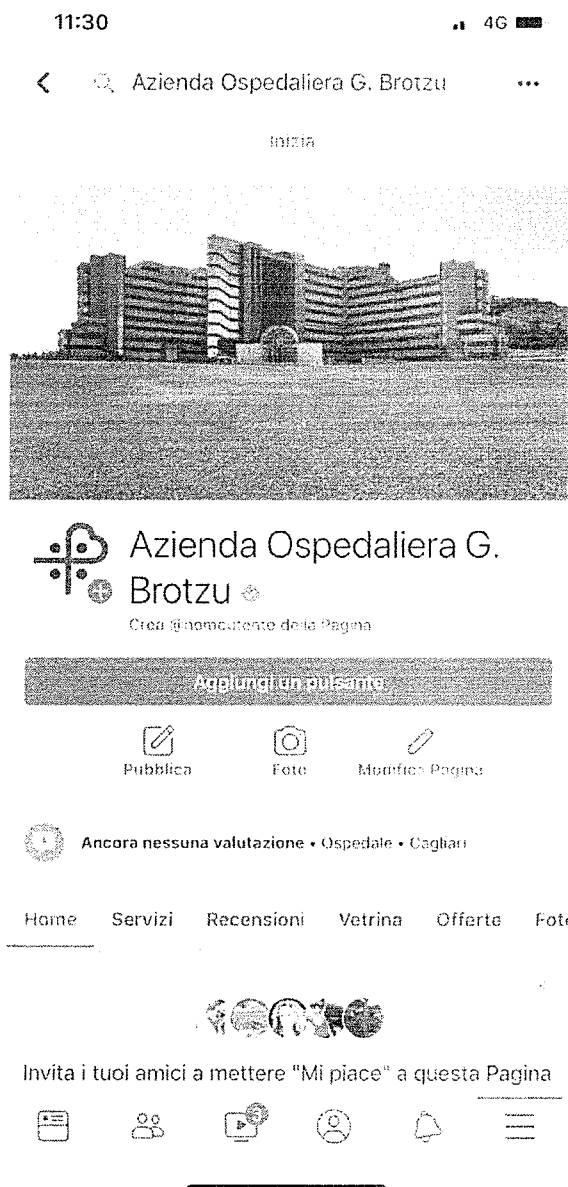 11:30
4G
Azienda Ospedaliera G. Brotzu
Inizia
Azienda Ospedaliera G.
Brotzu
Crea @nomeutente della Pagina
Aggiungi un pulsante
Pubblica Foto Modifica Pagina
Ancora nessuna valutazione • Ospedale • Cagliari
Home Servizi Recensioni Vetrina Offerte Foto
Invita i tuoi amici a mettere "Mi piace" a questa Pagina